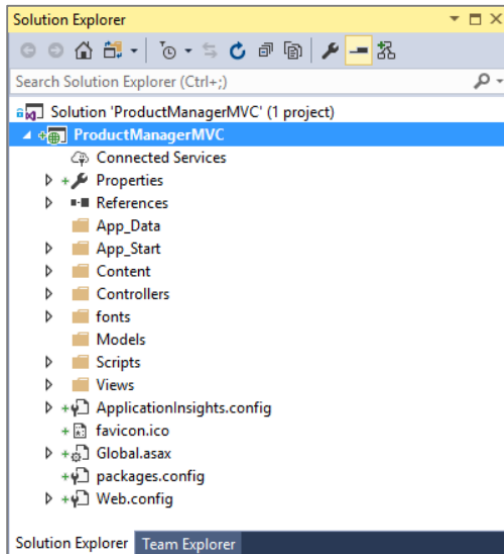 Solution Explorer
Search Solution Explorer (Ctrl+;)
Solution 'ProductManagerMVC' (1 project)
ProductManagerMVC
Connected Services
Properties
References
App_Data
App_Start
Content
Controllers
fonts
Models
Scripts
Views
ApplicationInsights.config
favicon.ico
Global.asax
packages.config
Web.config
Solution Explorer Team Explorer